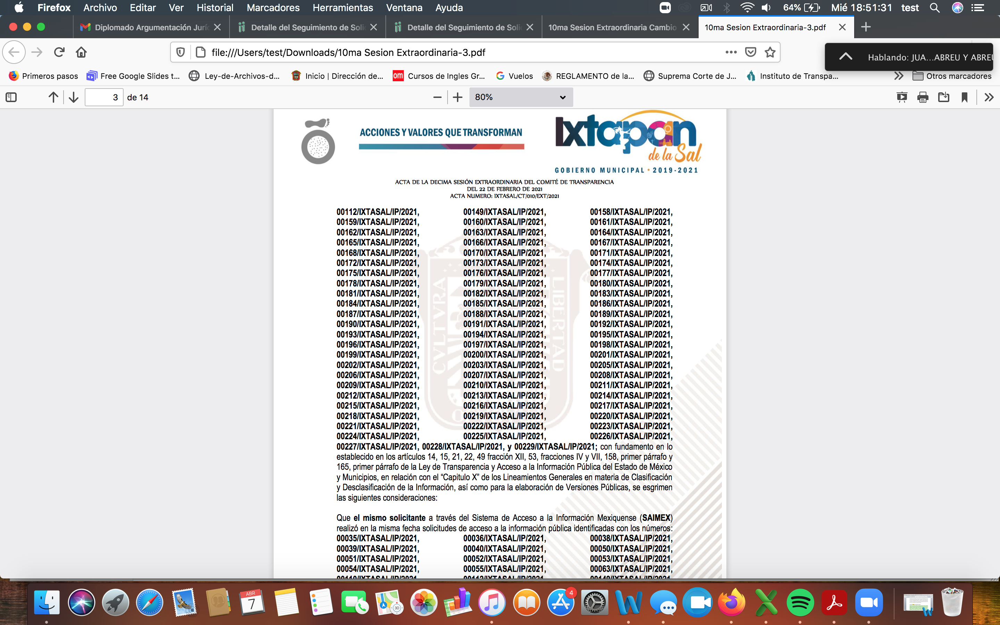 Firefox Archivo Editar Ver Historial Marcadores Herramientas Ventana Ayuda 64% Mié 18:51:31 test
Diplomado Argumentación Juríd Detalle del Seguimiento de Soli Detalle del Seguimiento de Soli 10ma Sesion Extraordinaria Cambio 10ma Sesion Extraordinaria-3.pdf
file:///Users/test/Downloads/10ma Sesion Extraordinaria-3.pdf
Hablando: JUA...ABREU Y ABREU
Primeros pasos Free Google Slides t... Ley-de-Archivos-d... Inicio | Dirección de... om Cursos de Ingles Gr... Vuelos REGLAMENTO de la... Suprema Corte de J... Instituto de Transpa... Otros marcadores
3 de 14 80%
ACCIONES Y VALORES QUE TRANSFORMAN
Ixtapan
de la Sal
GOBIERNO MUNICIPAL • 2019-2021
ACTA DE LA DECIMA SESIÓN EXTRAORDINARIA DEL COMITÉ DE TRANSPARENCIA
DEL 22 DE FEBRERO DE 2021
ACTA NUMERO: IXTASAL/CT/010/EXT/2021
00112/IXTASAL/IP/2021, 00149/IXTASAL/IP/2021, 00158/IXTASAL/IP/2021,
00159/IXTASAL/IP/2021, 00160/IXTASAL/IP/2021, 00161/IXTASAL/IP/2021,
00162/IXTASAL/IP/2021, 00163/IXTASAL/IP/2021, 00164/IXTASAL/IP/2021,
00165/IXTASAL/IP/2021, 00166/IXTASAL/IP/2021, 00167/IXTASAL/IP/2021,
00168/IXTASAL/IP/2021, 00170/IXTASAL/IP/2021, 00171/IXTASAL/IP/2021,
00172/IXTASAL/IP/2021, 00173/IXTASAL/IP/2021, 00174/IXTASAL/IP/2021,
00175/IXTASAL/IP/2021, 00176/IXTASAL/IP/2021, 00177/IXTASAL/IP/2021,
00178/IXTASAL/IP/2021, 00179/IXTASAL/IP/2021, 00180/IXTASAL/IP/2021,
00181/IXTASAL/IP/2021, 00182/IXTASAL/IP/2021, 00183/IXTASAL/IP/2021,
00184/IXTASAL/IP/2021, 00185/IXTASAL/IP/2021, 00186/IXTASAL/IP/2021,
00187/IXTASAL/IP/2021, 00188/IXTASAL/IP/2021, 00189/IXTASAL/IP/2021,
00190/IXTASAL/IP/2021, 00191/IXTASAL/IP/2021, 00192/IXTASAL/IP/2021,
00193/IXTASAL/IP/2021, 00194/IXTASAL/IP/2021, 00195/IXTASAL/IP/2021,
00196/IXTASAL/IP/2021, 00197/IXTASAL/IP/2021, 00198/IXTASAL/IP/2021,
00199/IXTASAL/IP/2021, 00200/IXTASAL/IP/2021, 00201/IXTASAL/IP/2021,
00202/IXTASAL/IP/2021, 00203/IXTASAL/IP/2021, 00205/IXTASAL/IP/2021,
00206/IXTASAL/IP/2021, 00207/IXTASAL/IP/2021, 00208/IXTASAL/IP/2021,
00209/IXTASAL/IP/2021, 00210/IXTASAL/IP/2021, 00211/IXTASAL/IP/2021,
00212/IXTASAL/IP/2021, 00213/IXTASAL/IP/2021, 00214/IXTASAL/IP/2021,
00215/IXTASAL/IP/2021, 00216/IXTASAL/IP/2021, 00217/IXTASAL/IP/2021,
00218/IXTASAL/IP/2021, 00219/IXTASAL/IP/2021, 00220/IXTASAL/IP/2021,
00221/IXTASAL/IP/2021, 00222/IXTASAL/IP/2021, 00223/IXTASAL/IP/2021,
00224/IXTASAL/IP/2021, 00225/IXTASAL/IP/2021, 00226/IXTASAL/IP/2021,
00227/IXTASAL/IP/2021, 00228/IXTASAL/IP/2021, y 00229/IXTASAL/IP/2021; con fundamento en lo
establecido en los artículos 14, 15, 21, 22, 49 fracción XII, 53, fracciones IV y VII, 158, primer párrafo y
165, primer párrafo de la Ley de Transparencia y Acceso a la Información Pública del Estado de México
y Municipios, en relación con el “Capitulo X” de los Lineamientos Generales en materia de Clasificación
y Desclasificación de la Información, así como para la elaboración de Versiones Públicas, se esgrimen
las siguientes consideraciones:
Que el mismo solicitante a través del Sistema de Acceso a la Información Mexiquense (SAIMEX)
realizó en la misma fecha solicitudes de acceso a la información pública identificadas con los números:
00035/IXTASAL/IP/2021, 00036/IXTASAL/IP/2021, 00038/IXTASAL/IP/2021,
00039/IXTASAL/IP/2021, 00040/IXTASAL/IP/2021, 00050/IXTASAL/IP/2021,
00051/IXTASAL/IP/2021, 00052/IXTASAL/IP/2021, 00053/IXTASAL/IP/2021,
00054/IXTASAL/IP/2021, 00055/IXTASAL/IP/2021, 00063/IXTASAL/IP/2021,
CVLTVRA
LIBERTAD
ABR
7
3D
4